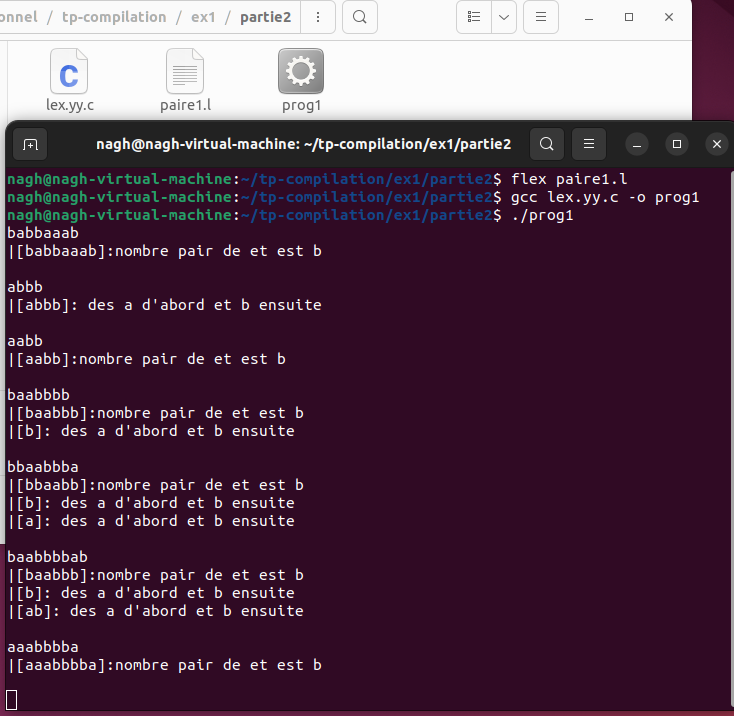 onnel / tp-compilation / ex1 / partie2
lex.yy.c
paire1.l
prog1
nagh@nagh-virtual-machine: ~/tp-compilation/ex1/partie2
nagh@nagh-virtual-machine:~/tp-compilation/ex1/partie2$ flex paire1.l
nagh@nagh-virtual-machine:~/tp-compilation/ex1/partie2$ gcc lex.yy.c -o prog1
nagh@nagh-virtual-machine:~/tp-compilation/ex1/partie2$ ./prog1
babbaaab
|[babbaaab]:nombre pair de et est b
abbb
|[abbb]: des a d'abord et b ensuite
aabb
|[aabb]:nombre pair de et est b
baabbbb
|[baabbb]:nombre pair de et est b
|[b]: des a d'abord et b ensuite
bbaabbba
|[bbaabb]:nombre pair de et est b
|[b]: des a d'abord et b ensuite
|[a]: des a d'abord et b ensuite
baabbbbab
|[baabbb]:nombre pair de et est b
|[b]: des a d'abord et b ensuite
|[ab]: des a d'abord et b ensuite
aaabbbba
|[aaabbbba]:nombre pair de et est b